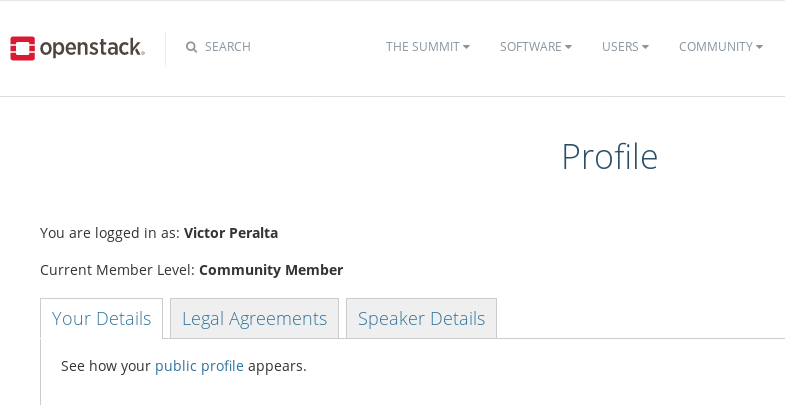 openstack.
SEARCH
THE SUMMIT
SOFTWARE
USERS
COMMUNITY
Profile
You are logged in as: Victor Peralta
Current Member Level: Community Member
Your Details
Legal Agreements
Speaker Details
See how your public profile appears.